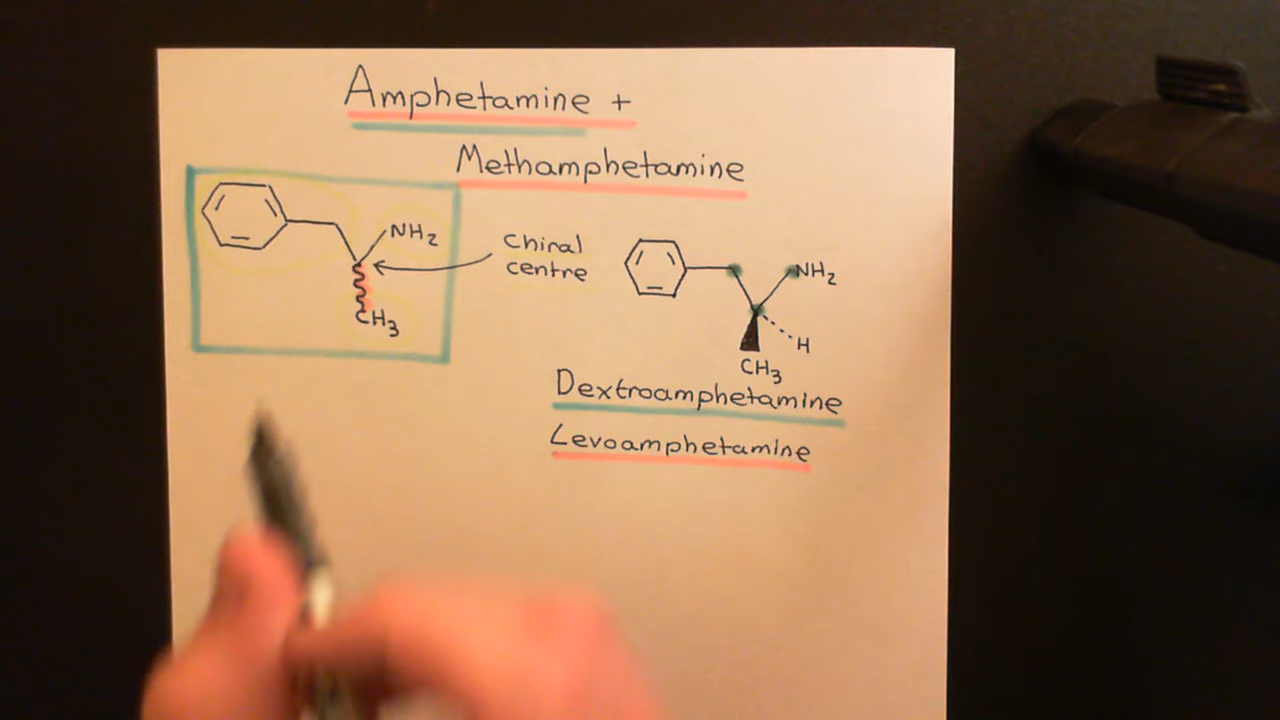 Amphetamine +
Methamphetamine
NH2
CH3
Chiral
centre
NH2
H
CH3
Dextroamphetamine
Levoamphetamine